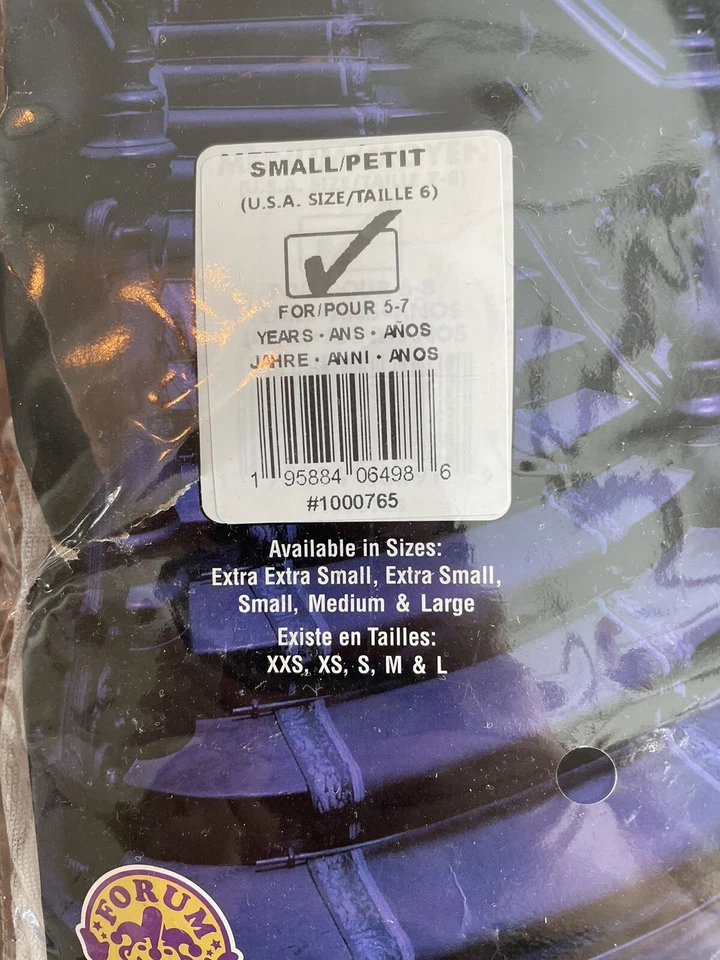 SMALL/PETIT
(U.S.A. SIZE/TAILLE 6)
FOR/POUR 5-7
YEARS • ANS • AÑOS
JAHRE • ANNI • ANOS
1 95884 06498 6
#1000765
Available in Sizes:
Extra Extra Small, Extra Small,
Small, Medium & Large
Existe en Tailles:
XXS, XS, S, M & L
FORUM